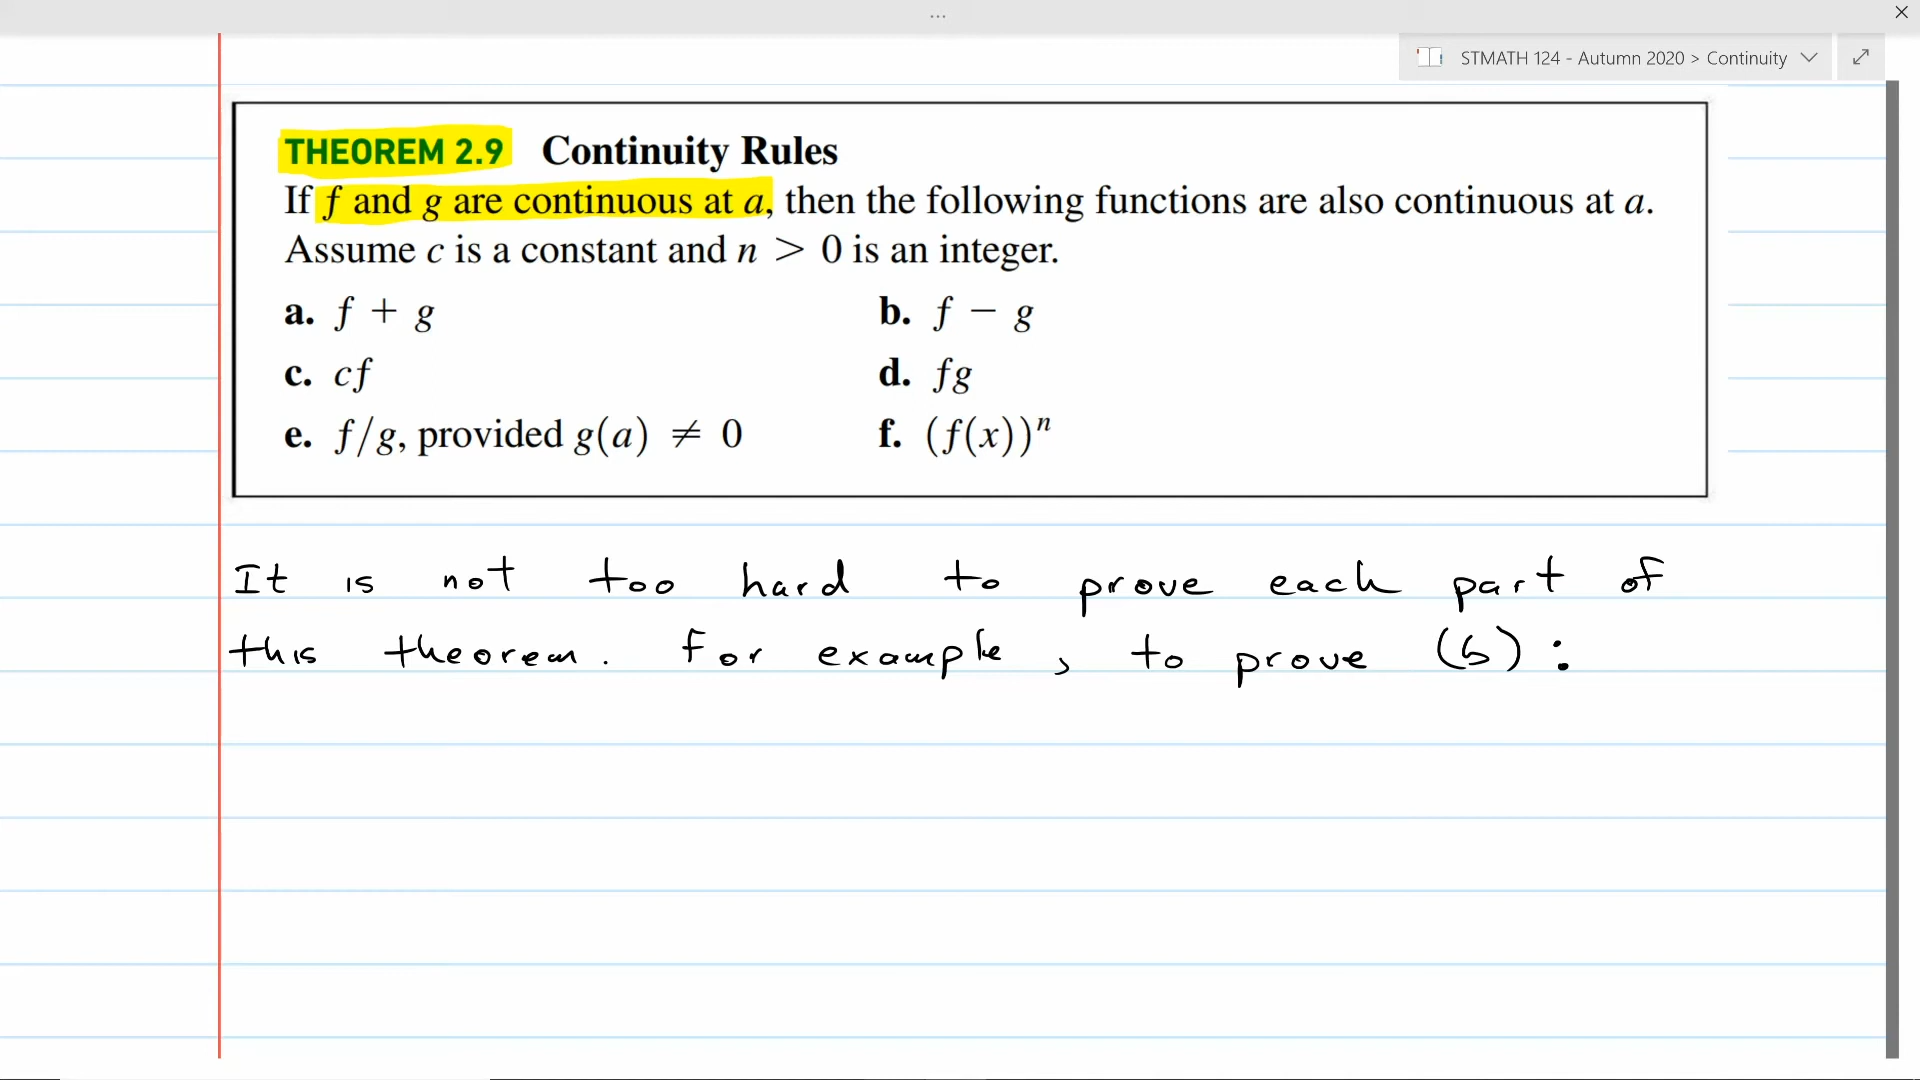 ...
STMATH 124 - Autumn 2020 > Continuity
THEOREM 2.9 Continuity Rules
If f and g are continuous at a, then the following functions are also continuous at a.
Assume c is a constant and n > 0 is an integer.
a. f + g b. f − g
c. cf d. fg
e. f/g, provided g(a) ≠ 0 f. (f(x))ⁿ
It is not too hard to prove each part of
this theorem. For example, to prove (b):